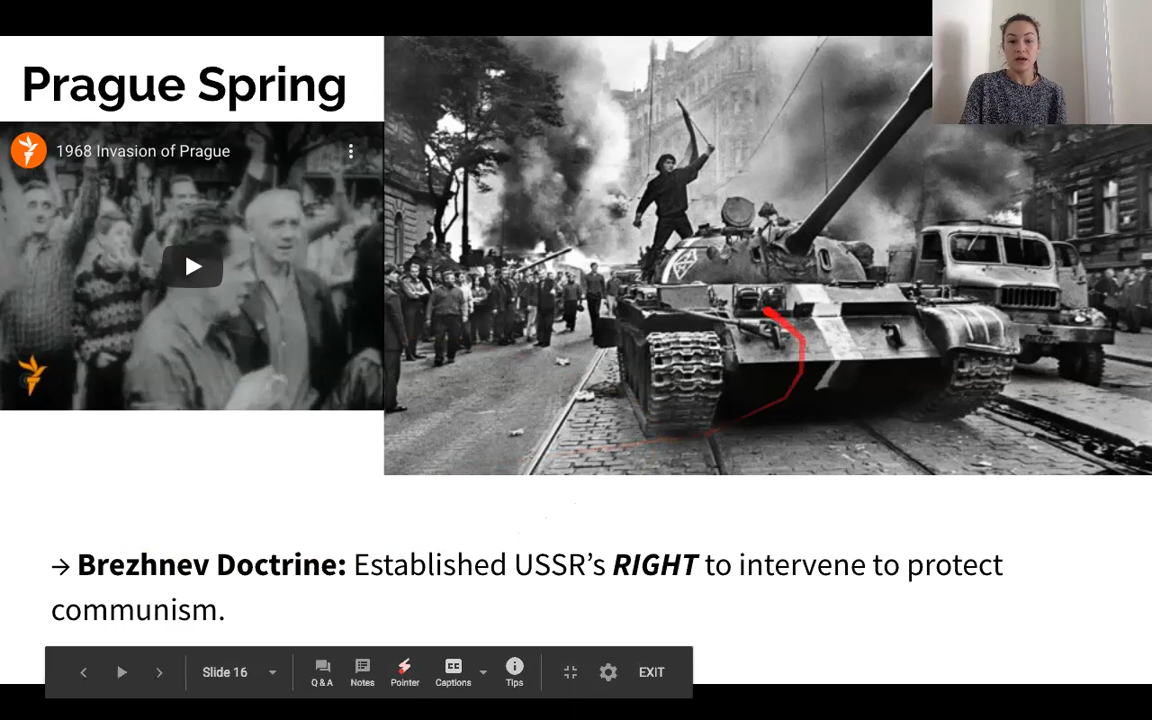 Prague Spring
1968 Invasion of Prague
→ Brezhnev Doctrine: Established USSR’s RIGHT to intervene to protect
communism.
Slide 16
Q & A
Notes
Pointer
CC
Captions
Tips
EXIT